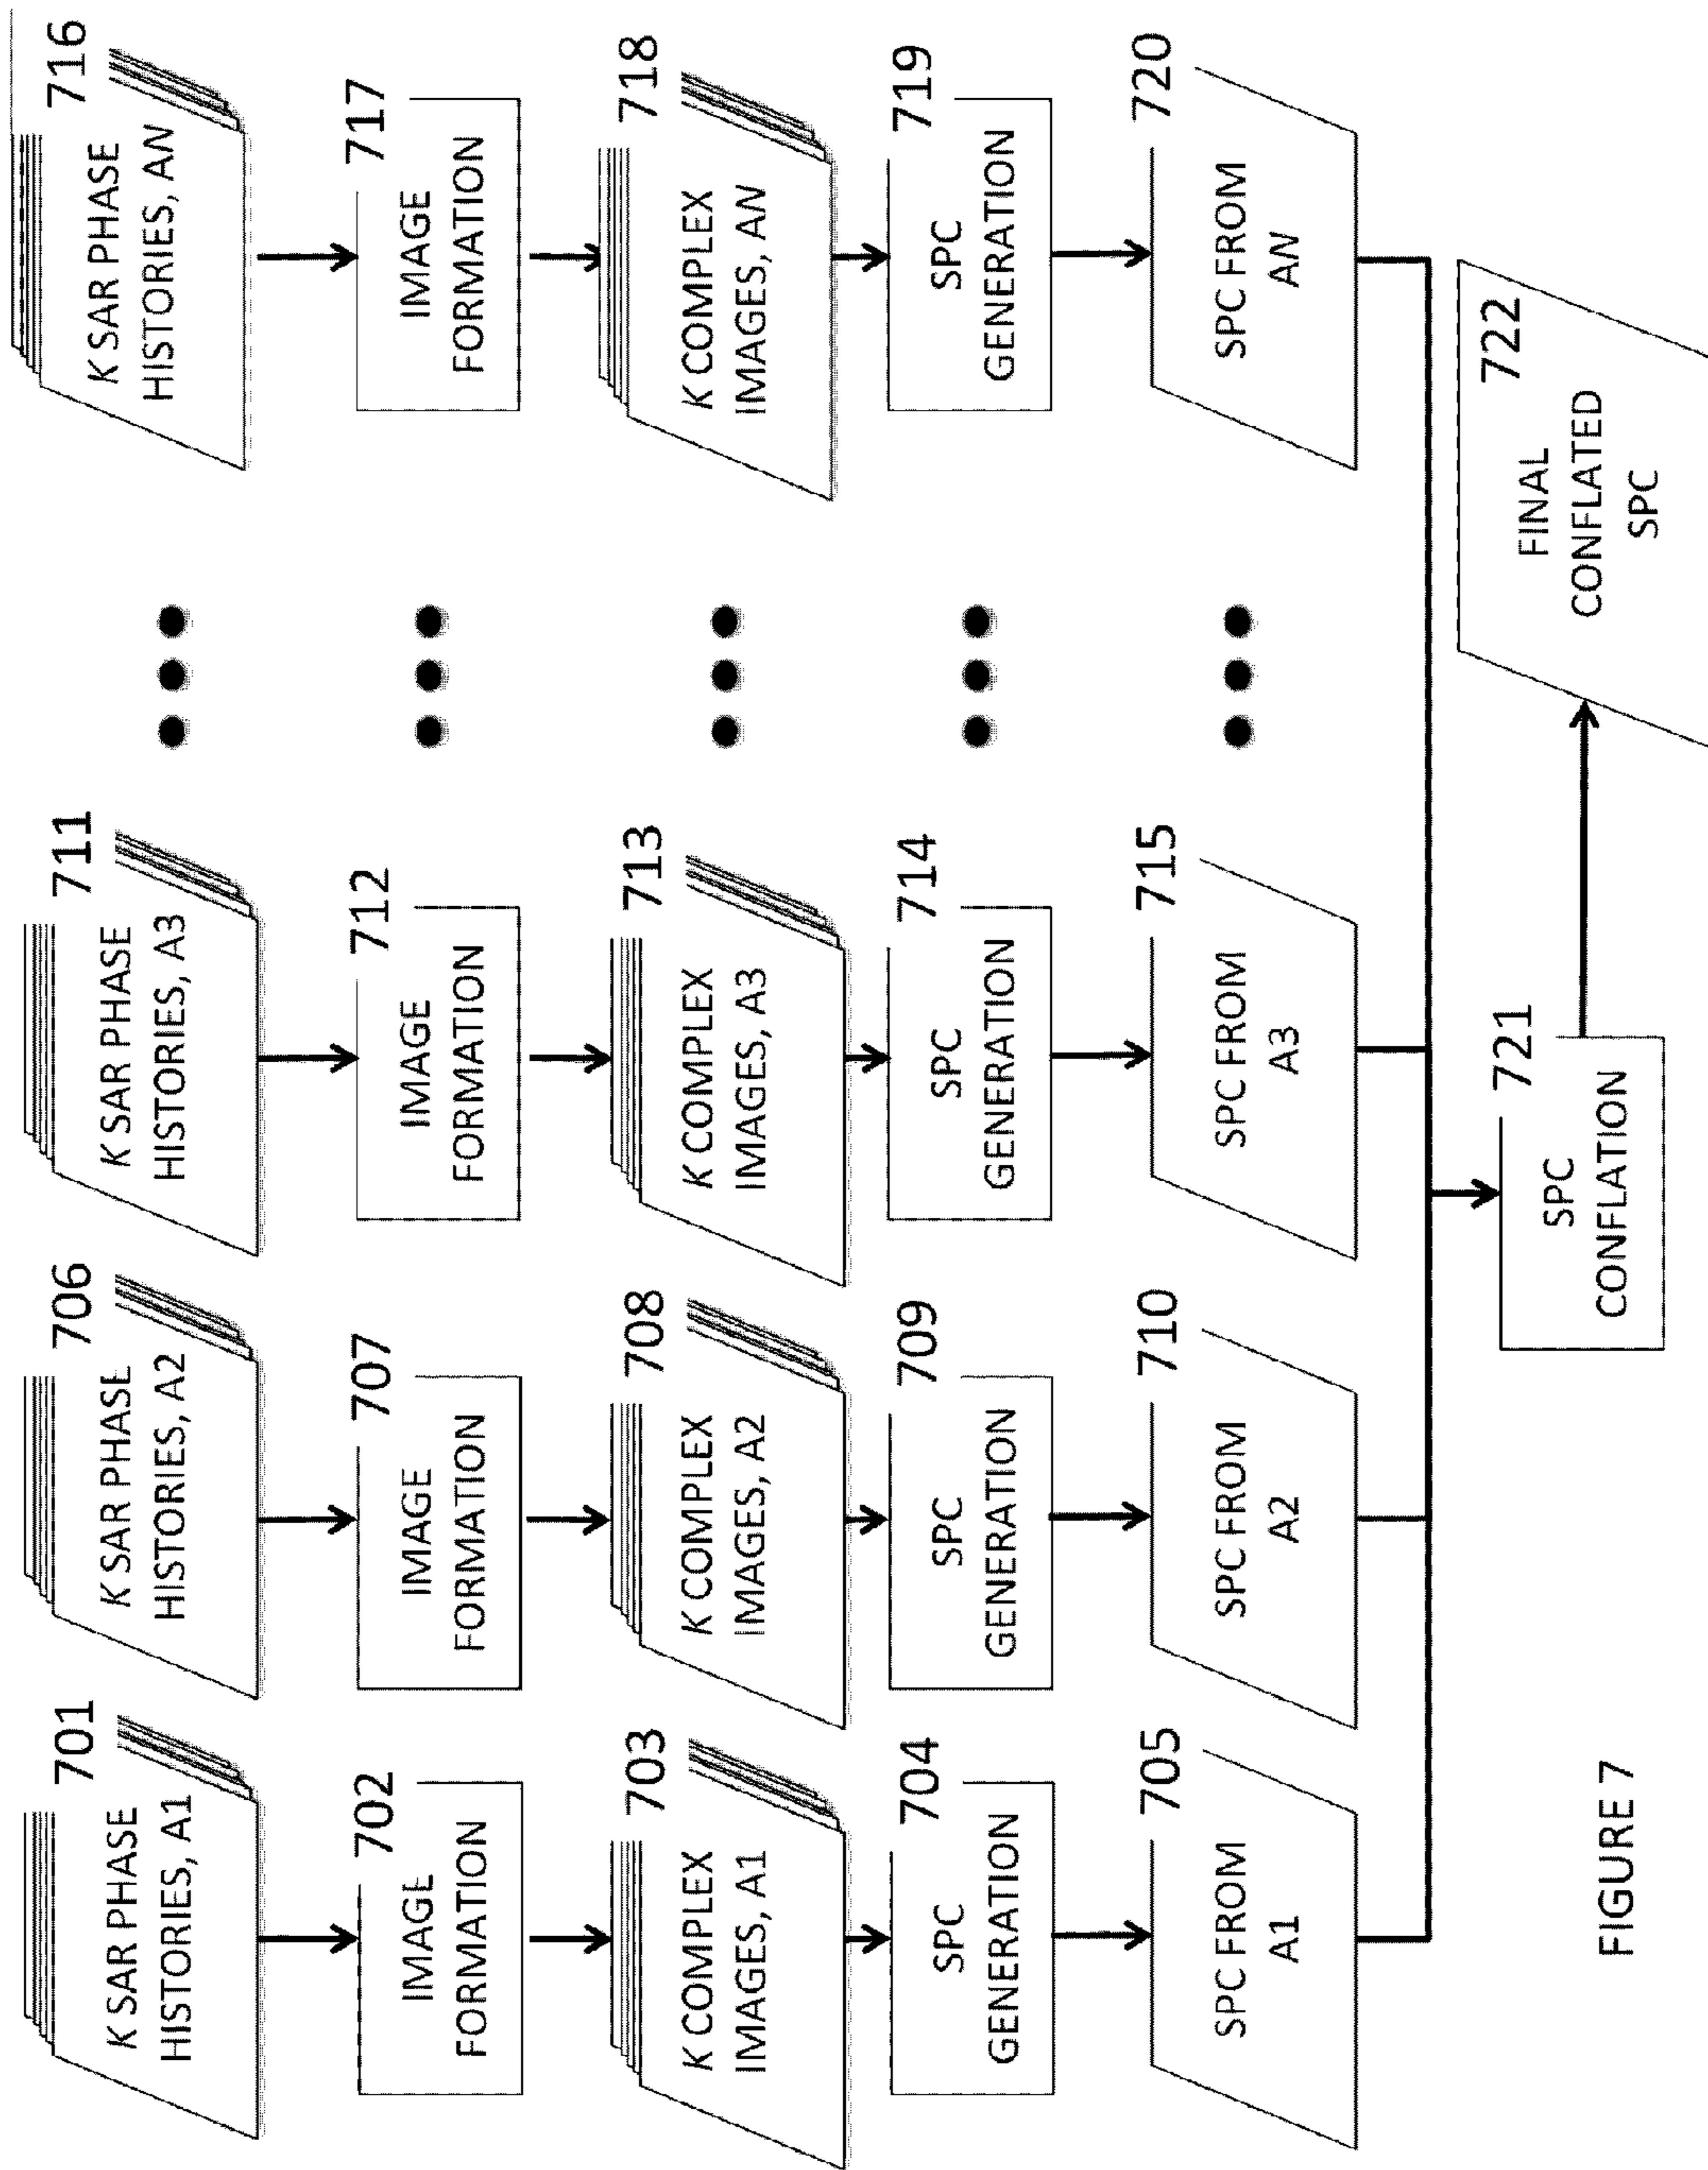 701
K SAR PHASE
HISTORIES, A1
702
IMAGE
FORMATION
703
K COMPLEX
IMAGES, A1
704
SPC
GENERATION
705
SPC FROM
A1
706
K SAR PHASE
HISTORIES, A2
707
IMAGE
FORMATION
708
K COMPLEX
IMAGES, A2
709
SPC
GENERATION
710
SPC FROM
A2
711
K SAR PHASE
HISTORIES, A3
712
IMAGE
FORMATION
713
K COMPLEX
IMAGES, A3
714
SPC
GENERATION
715
SPC FROM
A3
716
K SAR PHASE
HISTORIES, AN
717
IMAGE
FORMATION
718
K COMPLEX
IMAGES, AN
719
SPC
GENERATION
720
SPC FROM
AN
721
SPC
CONFLATION
722
FINAL
CONFLATED
SPC
FIGURE 7